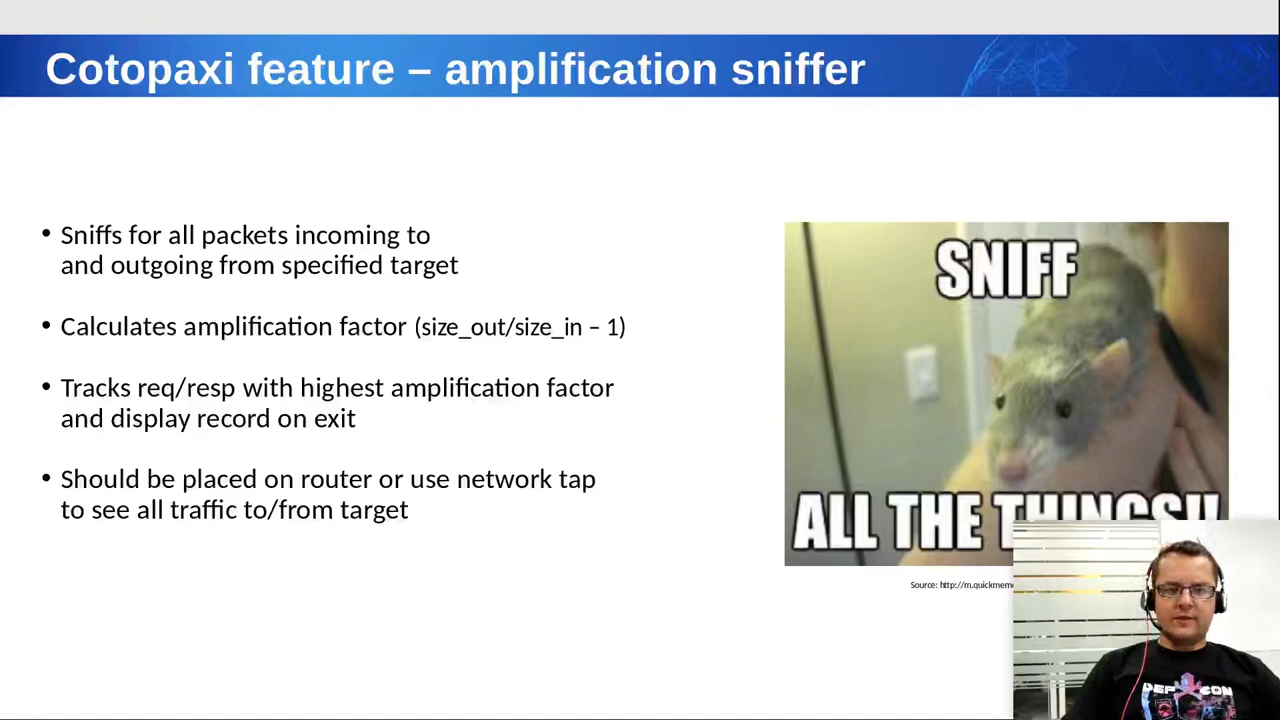 Cotopaxi feature – amplification sniffer
• Sniffs for all packets incoming to
and outgoing from specified target
• Calculates amplification factor (size_out/size_in – 1)
• Tracks req/resp with highest amplification factor
and display record on exit
• Should be placed on router or use network tap
to see all traffic to/from target
SNIFF
ALL THE THINGS!!
Source: http://m.quickmem
DEF CON